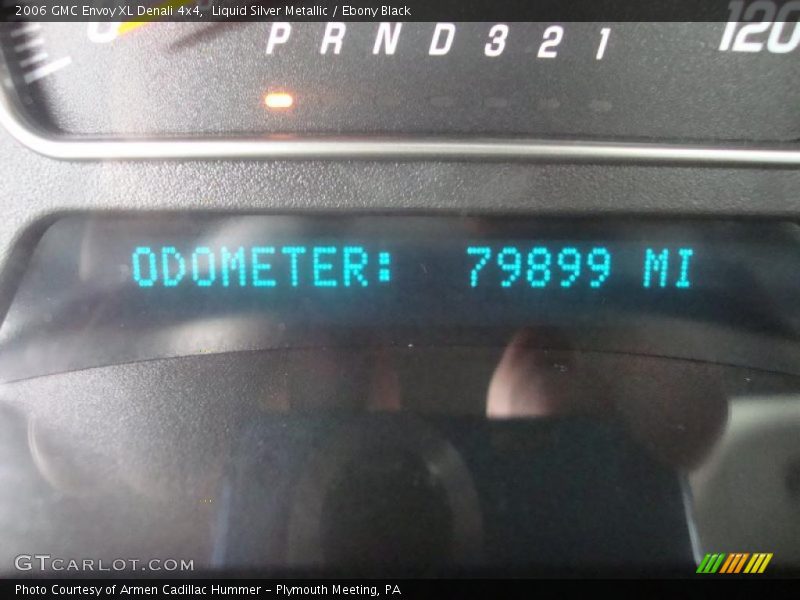 2006 GMC Envoy XL Denali 4x4, Liquid Silver Metallic / Ebony Black
P R N D 3 2 1 120
ODOMETER: 79899 MI
GTCARLOT.COM
Photo Courtesy of Armen Cadillac Hummer - Plymouth Meeting, PA